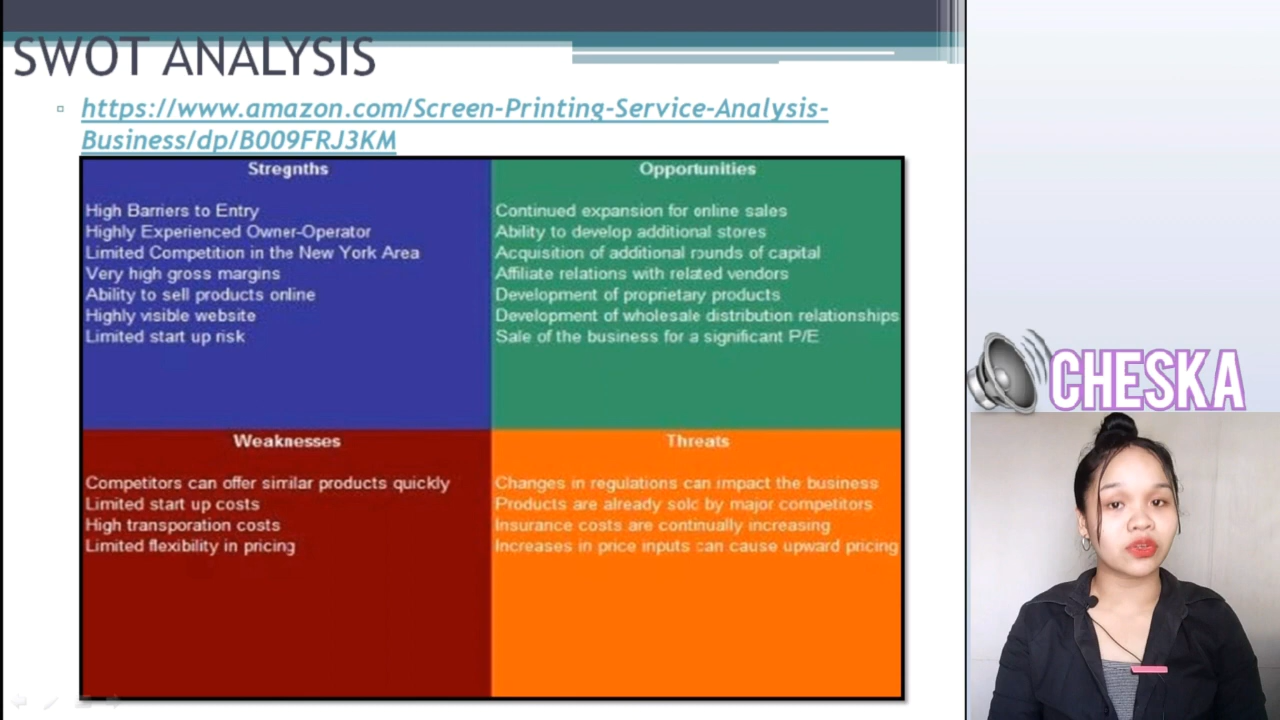 SWOT ANALYSIS
https://www.amazon.com/Screen-Printing-Service-Analysis-
Business/dp/B009FRJ3KM
Stregnths
High Barriers to Entry
Highly Experienced Owner-Operator
Limited Competition in the New York Area
Very high gross margins
Ability to sell products online
Highly visible website
Limited start up risk
Opportunities
Continued expansion for online sales
Ability to develop additional stores
Acquisition of additional rounds of capital
Affiliate relations with related vendors
Development of proprietary products
Development of wholesale distribution relationships
Sale of the business for a significant P/E
Weaknesses
Competitors can offer similar products quickly
Limited start up costs
High transporation costs
Limited flexibility in pricing
Threats
Changes in regulations can impact the business
Products are already sold by major competitors
Insurance costs are continually increasing
Increases in price inputs can cause upward pricing
CHESKA